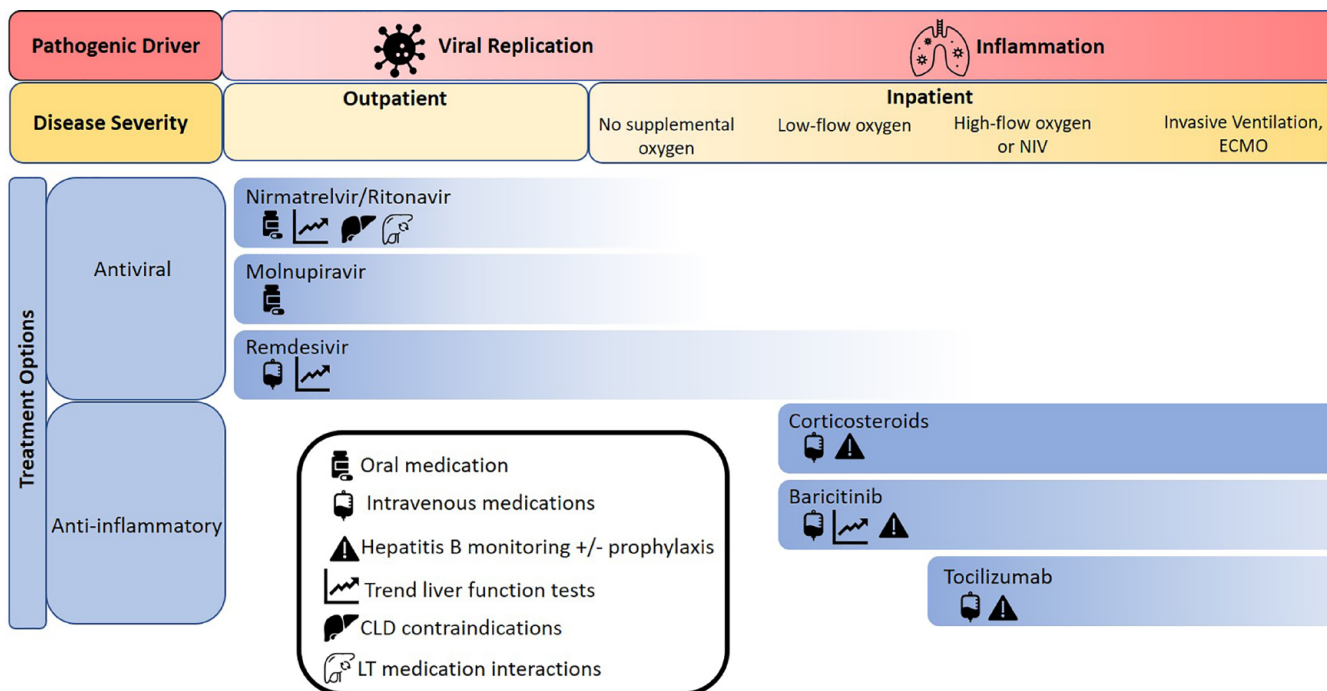 Pathogenic Driver
Viral Replication
Inflammation
Disease Severity
Outpatient
Inpatient
No supplemental
oxygen
Low-flow oxygen
High-flow oxygen
or NIV
Invasive Ventilation,
ECMO
Treatment Options
Antiviral
Nirmatrelvir/Ritonavir
Molnupiravir
Remdesivir
Anti-inflammatory
Corticosteroids
Baricitinib
Tocilizumab
Oral medication
Intravenous medications
Hepatitis B monitoring +/- prophylaxis
Trend liver function tests
CLD contraindications
LT medication interactions